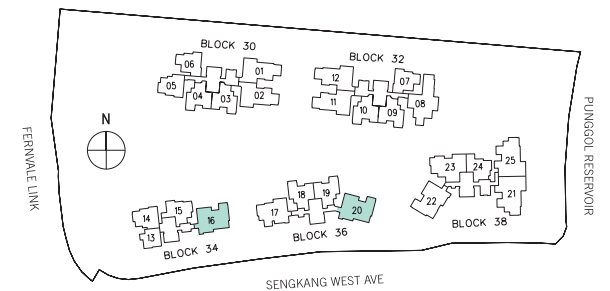 BLOCK 30
BLOCK 32
06
01
05
04
03
02
12
07
11
10
09
08
N
FERNVALE LINK
PUNGGOL RESERVOIR
23
24
25
22
21
BLOCK 38
18
19
17
20
BLOCK 36
14
15
16
13
BLOCK 34
SENGKANG WEST AVE